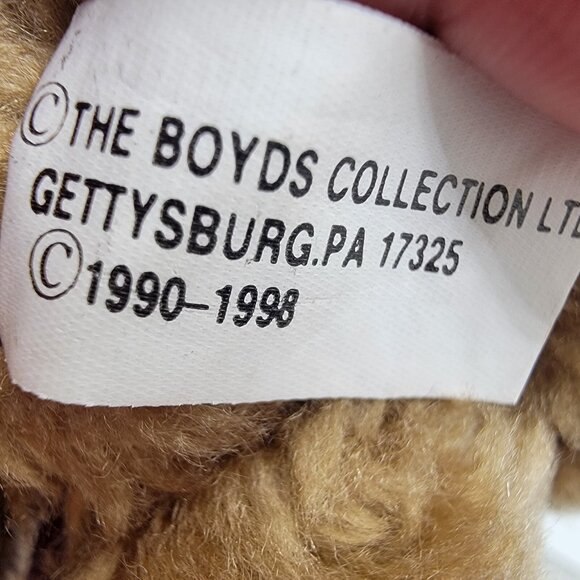 ©THE BOYDS COLLECTION LTD
GETTYSBURG.PA 17325
©1990-1998